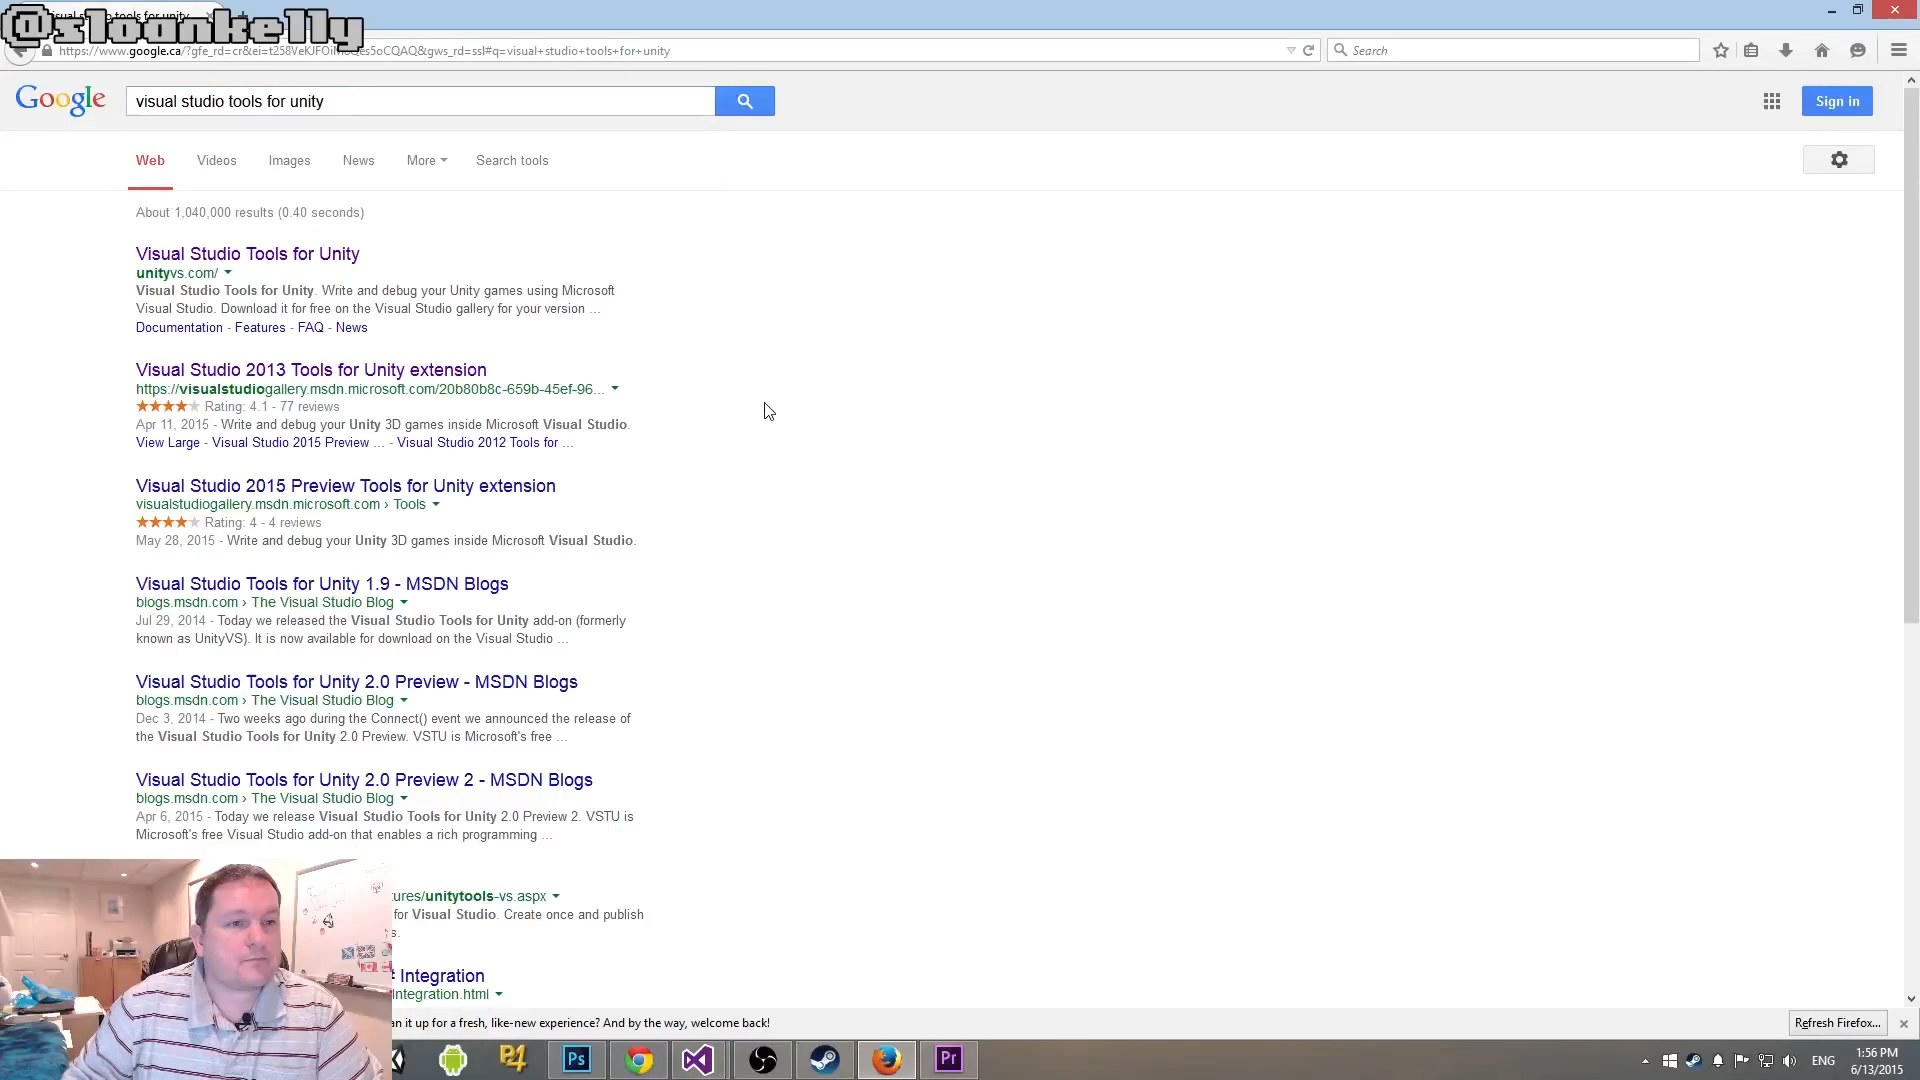 @sloankelly
https://www.google.ca/?gfe_rd=cr&ei=t258VeKJFOi
es5oCQAQ&gws_rd=ssl#q=visual+studio+tools+for+unity
Search
Google
visual studio tools for unity
Sign in
Web Videos Images News More Search tools
About 1,040,000 results (0.40 seconds)
Visual Studio Tools for Unity
unityvs.com/
Visual Studio Tools for Unity. Write and debug your Unity games using Microsoft
Visual Studio. Download it for free on the Visual Studio gallery for your version ...
Documentation - Features - FAQ - News
Visual Studio 2013 Tools for Unity extension
https://visualstudiogallery.msdn.microsoft.com/20b80b8c-659b-45ef-96...
Rating: 4.1 - 77 reviews
Apr 11, 2015 - Write and debug your Unity 3D games inside Microsoft Visual Studio.
View Large - Visual Studio 2015 Preview ... - Visual Studio 2012 Tools for ...
Visual Studio 2015 Preview Tools for Unity extension
visualstudiogallery.msdn.microsoft.com › Tools
Rating: 4 - 4 reviews
May 28, 2015 - Write and debug your Unity 3D games inside Microsoft Visual Studio.
Visual Studio Tools for Unity 1.9 - MSDN Blogs
blogs.msdn.com › The Visual Studio Blog
Jul 29, 2014 - Today we released the Visual Studio Tools for Unity add-on (formerly
known as UnityVS). It is now available for download on the Visual Studio ...
Visual Studio Tools for Unity 2.0 Preview - MSDN Blogs
blogs.msdn.com › The Visual Studio Blog
Dec 3, 2014 - Two weeks ago during the Connect() event we announced the release of
the Visual Studio Tools for Unity 2.0 Preview. VSTU is Microsoft's free ...
Visual Studio Tools for Unity 2.0 Preview 2 - MSDN Blogs
blogs.msdn.com › The Visual Studio Blog
Apr 6, 2015 - Today we release Visual Studio Tools for Unity 2.0 Preview 2. VSTU is
Microsoft's free Visual Studio add-on that enables a rich programming ...
ures/unitytools-vs.aspx
for Visual Studio. Create once and publish
s.
Integration
Integration.html
an it up for a fresh, like-new experience? And by the way, welcome back!
Refresh Firefox...
P4
Ps
Pr
ENG
1:56 PM
6/13/2015